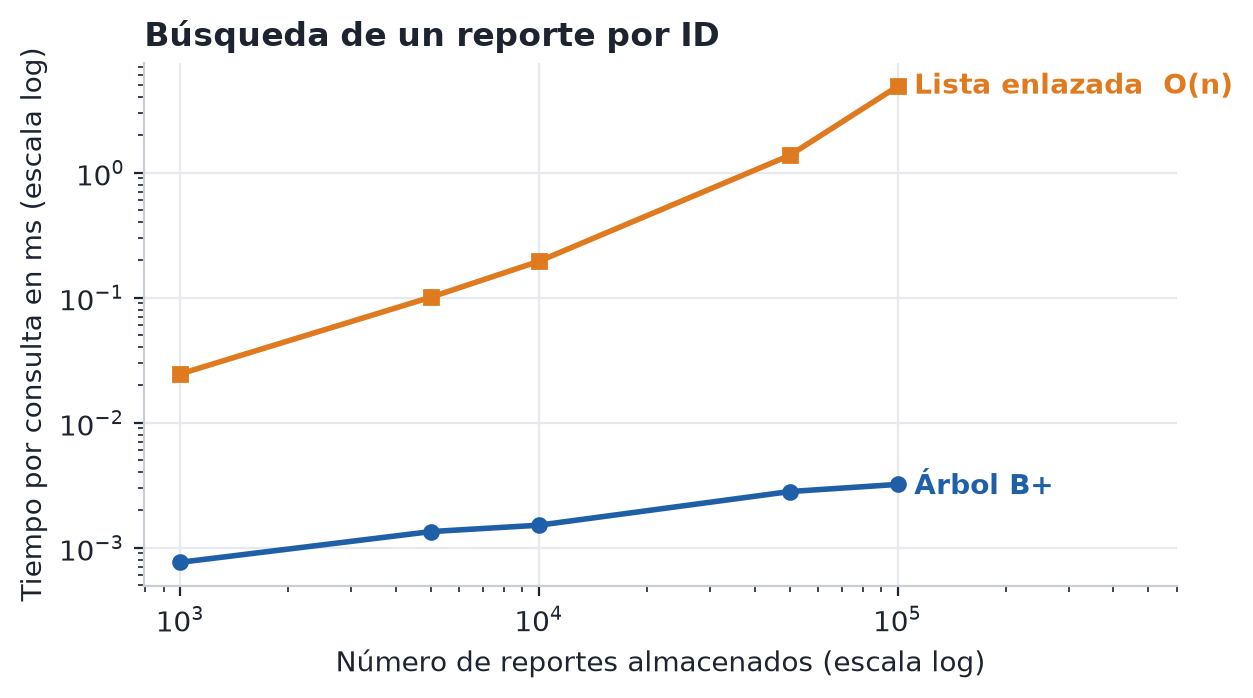 Búsqueda de un reporte por ID
Tiempo por consulta en ms (escala log)
10⁰
10⁻¹
10⁻²
10⁻³
Lista enlazada  O(n)
Árbol B+
10³
10⁴
10⁵
Número de reportes almacenados (escala log)